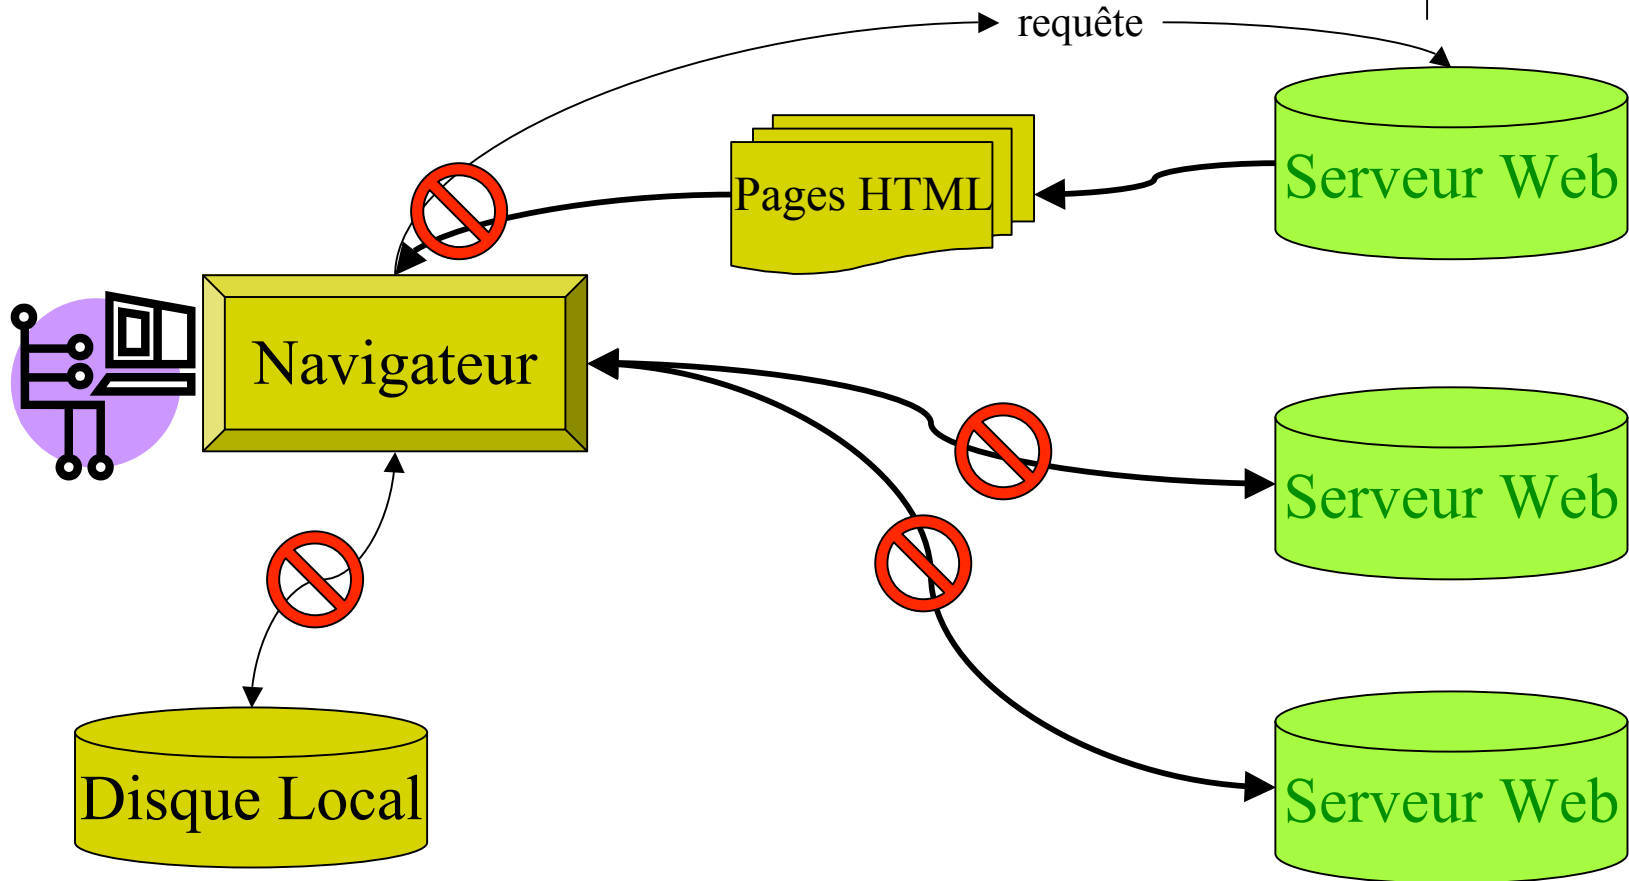 requête
Serveur Web
Pages HTML
Navigateur
Serveur Web
Serveur Web
Disque Local